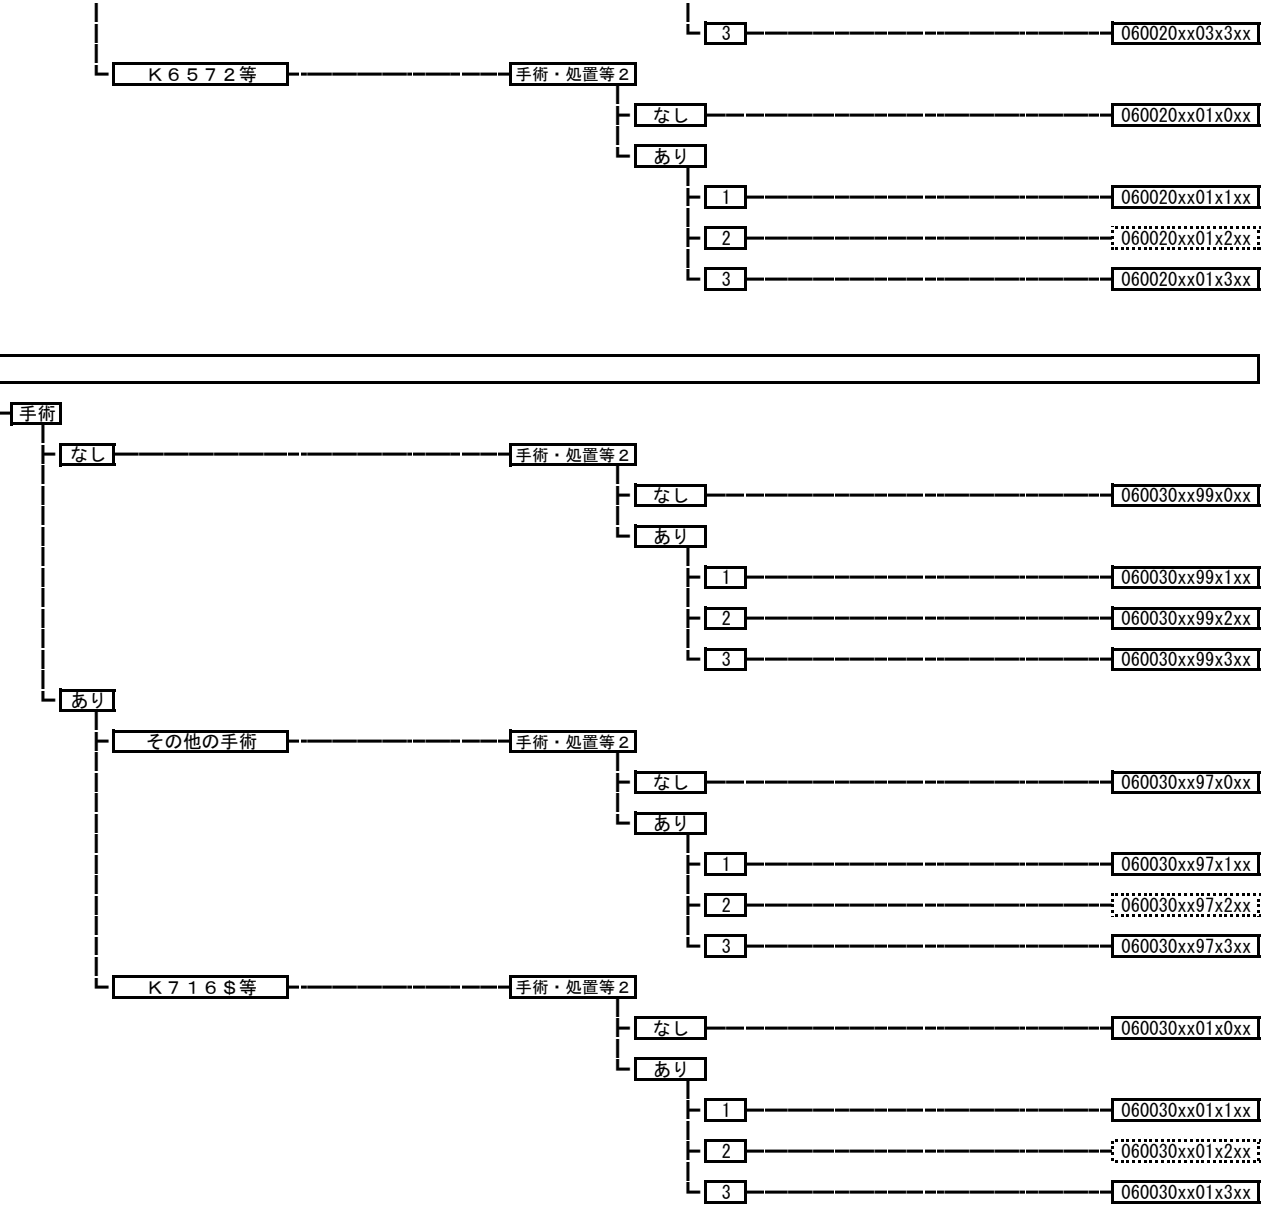 3 060020xx03x3xx
Ｋ６５７２等 手術・処置等２
なし 060020xx01x0xx
あり
1 060020xx01x1xx
2 060020xx01x2xx
3 060020xx01x3xx
手術
なし 手術・処置等２
なし 060030xx99x0xx
あり
1 060030xx99x1xx
2 060030xx99x2xx
3 060030xx99x3xx
あり
その他の手術 手術・処置等２
なし 060030xx97x0xx
あり
1 060030xx97x1xx
2 060030xx97x2xx
3 060030xx97x3xx
Ｋ７１６＄等 手術・処置等２
なし 060030xx01x0xx
あり
1 060030xx01x1xx
2 060030xx01x2xx
3 060030xx01x3xx